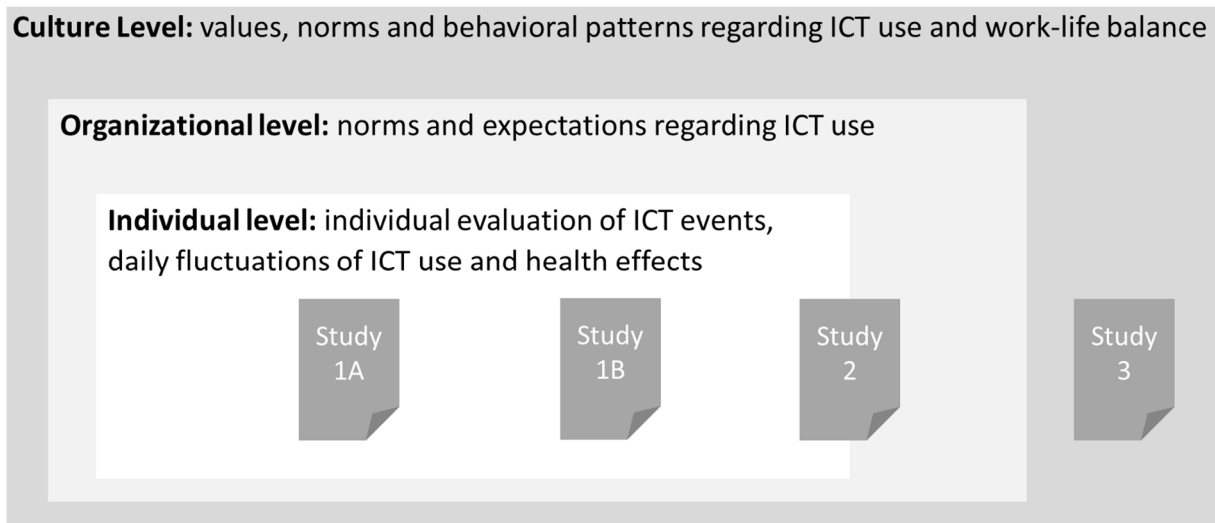 Culture Level: values, norms and behavioral patterns regarding ICT use and work-life balance
Organizational level: norms and expectations regarding ICT use
Individual level: individual evaluation of ICT events,
daily fluctuations of ICT use and health effects
Study
1A
Study
1B
Study
2
Study
3